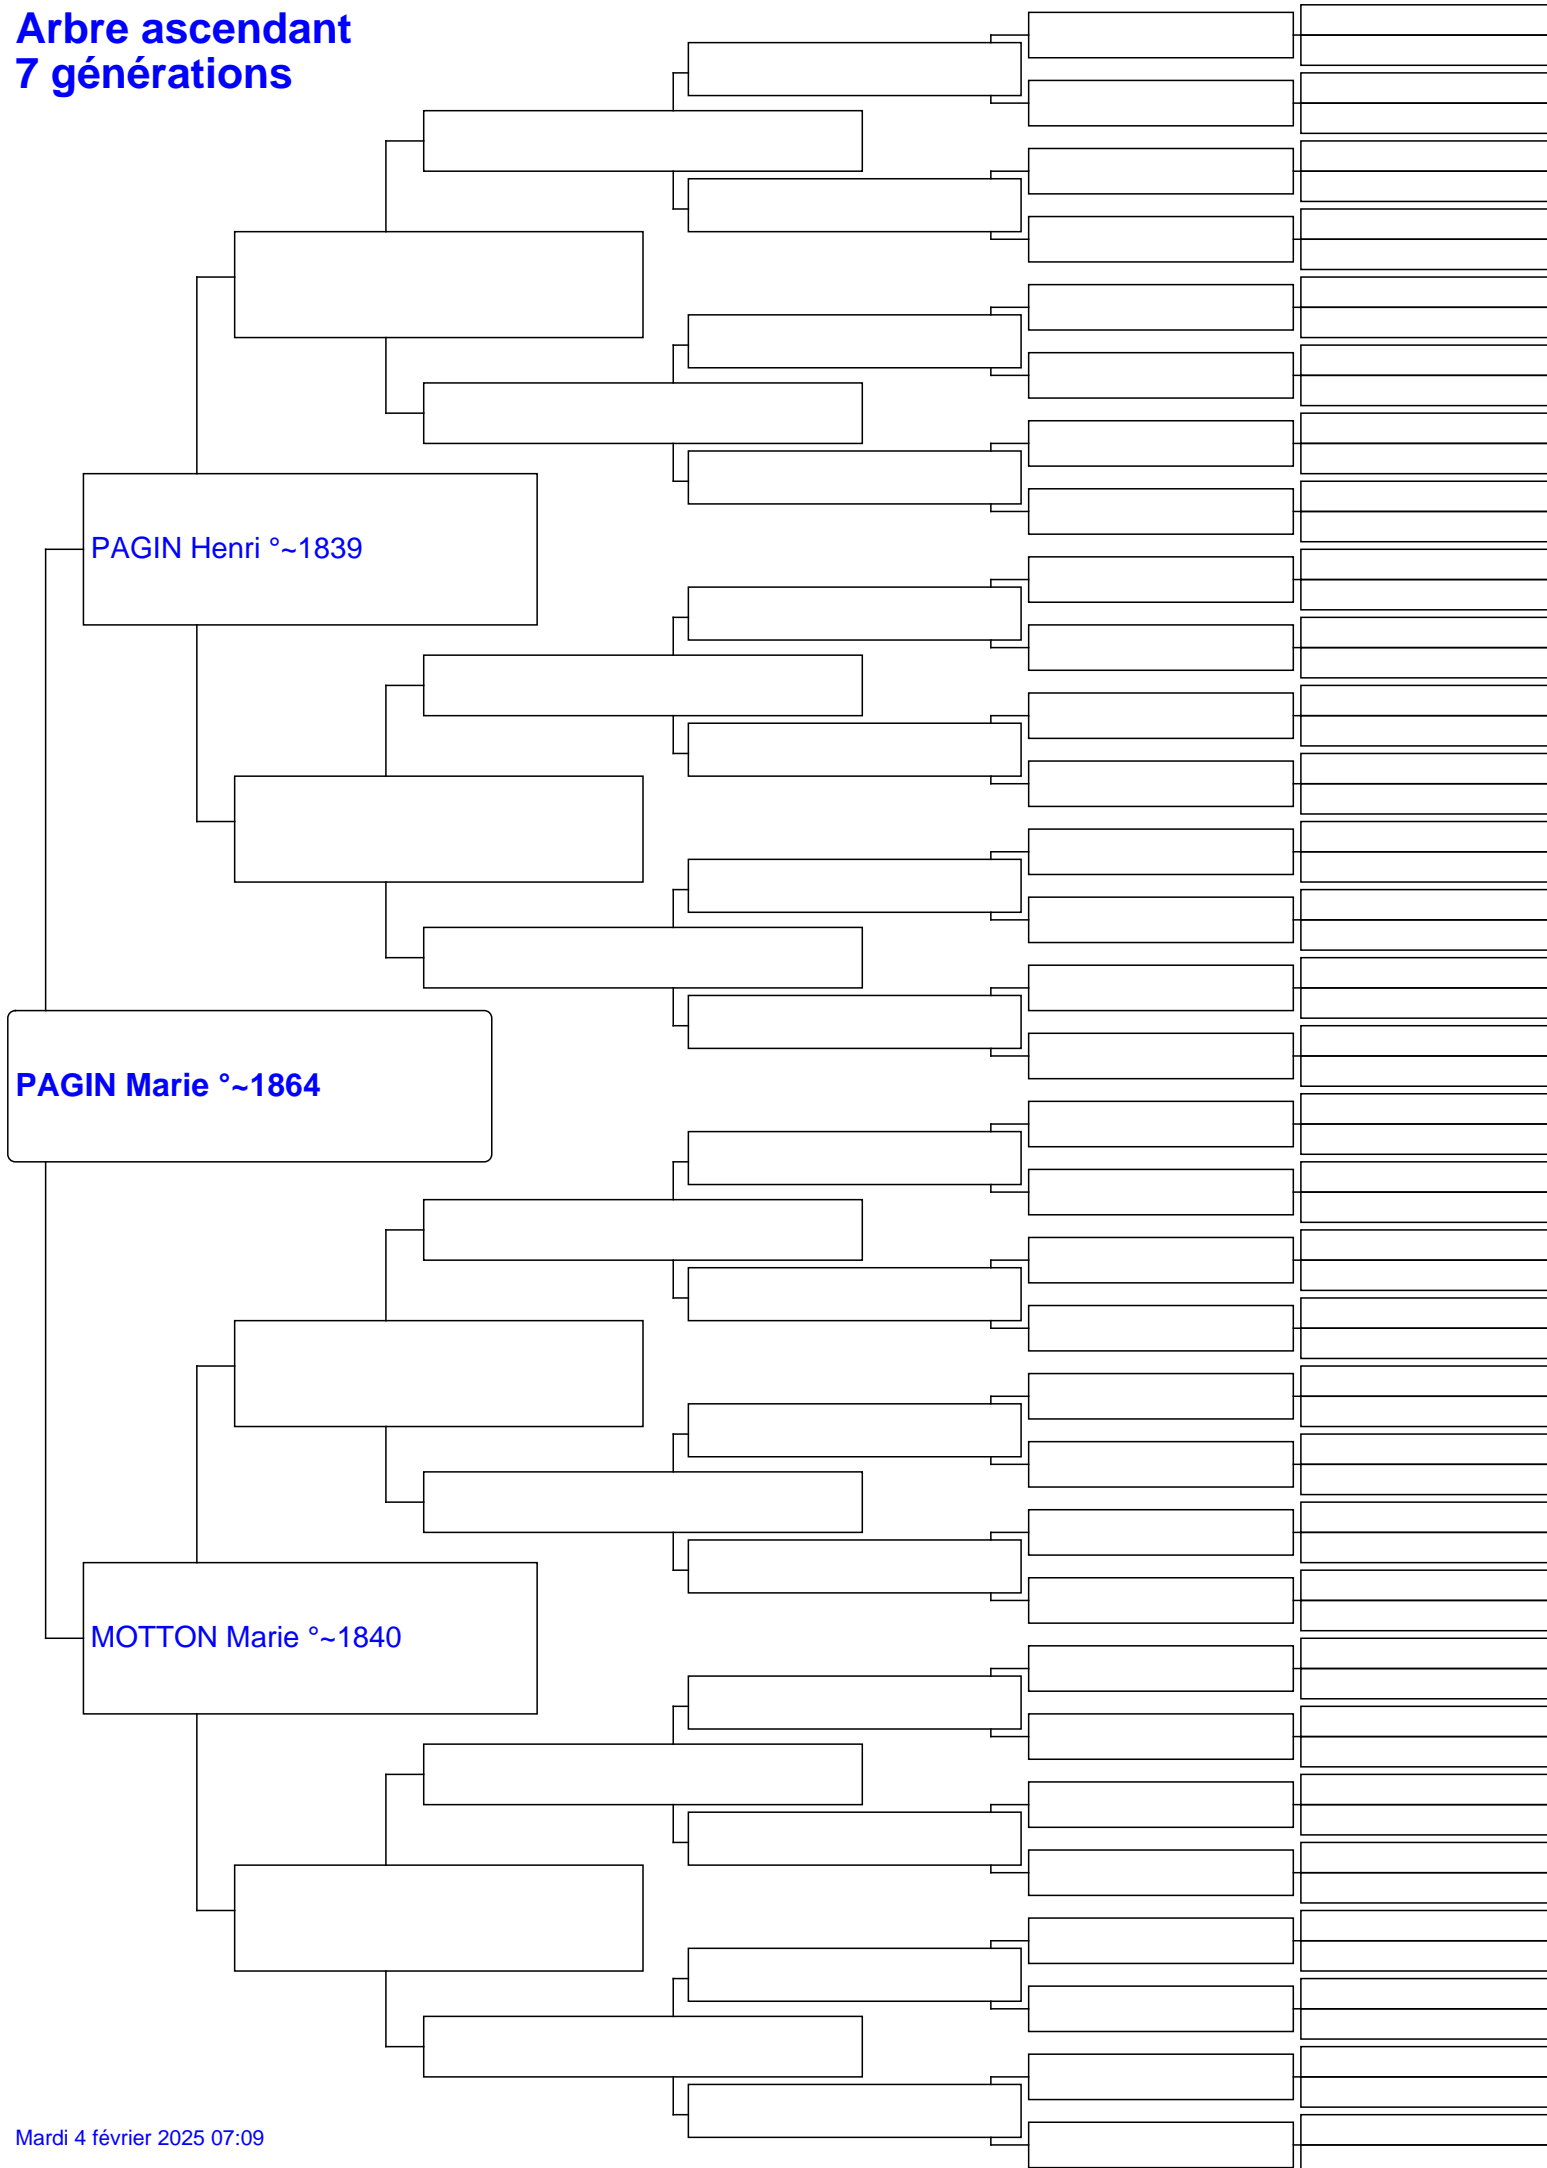 Arbre ascendant
7 générations
PAGIN Henri °~1839
PAGIN Marie °~1864
MOTTON Marie °~1840
Mardi 4 février 2025 07:09